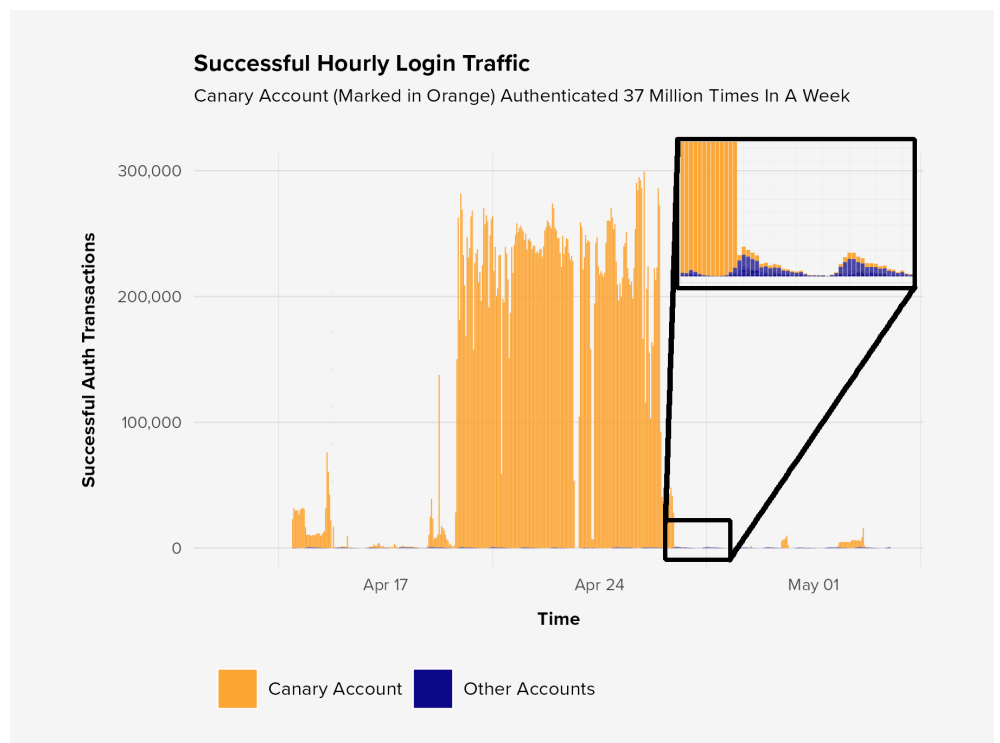 Successful Hourly Login Traffic
Canary Account (Marked in Orange) Authenticated 37 Million Times In A Week
Successful Auth Transactions
300,000
200,000
100,000
0
Apr 17 Apr 24 May 01
Time
Canary Account Other Accounts